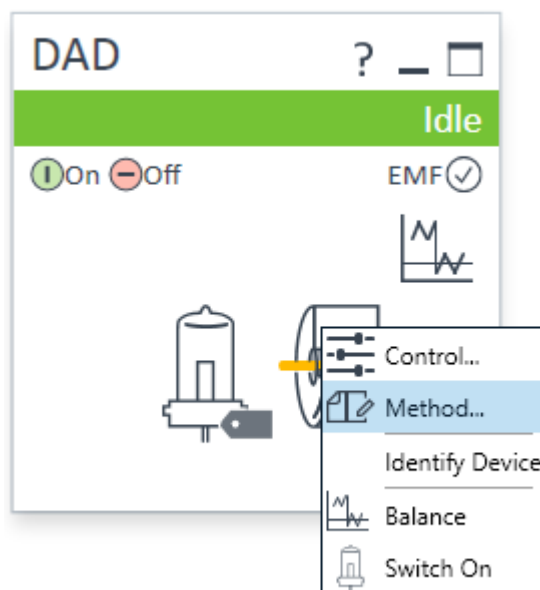 DAD ?
Idle
On Off EMF
Control...
Method...
Identify Device
Balance
Switch On